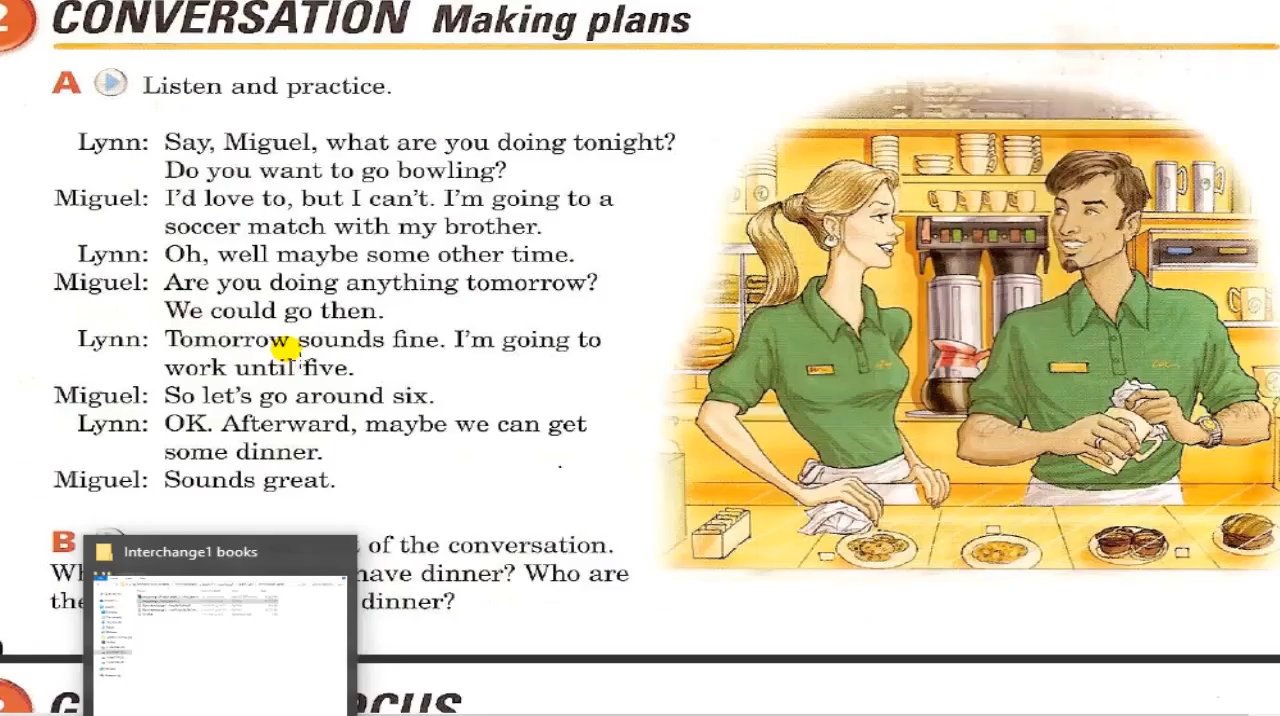 2 CONVERSATION Making plans
A Listen and practice.
Lynn: Say, Miguel, what are you doing tonight?
Do you want to go bowling?
Miguel: I'd love to, but I can't. I'm going to a
soccer match with my brother.
Lynn: Oh, well maybe some other time.
Miguel: Are you doing anything tomorrow?
We could go then.
Lynn: Tomorrow sounds fine. I'm going to
work until five.
Miguel: So let's go around six.
Lynn: OK. Afterward, maybe we can get
some dinner.
Miguel: Sounds great.
B of the conversation.
have dinner? Who are
the dinner?
Interchange1 books